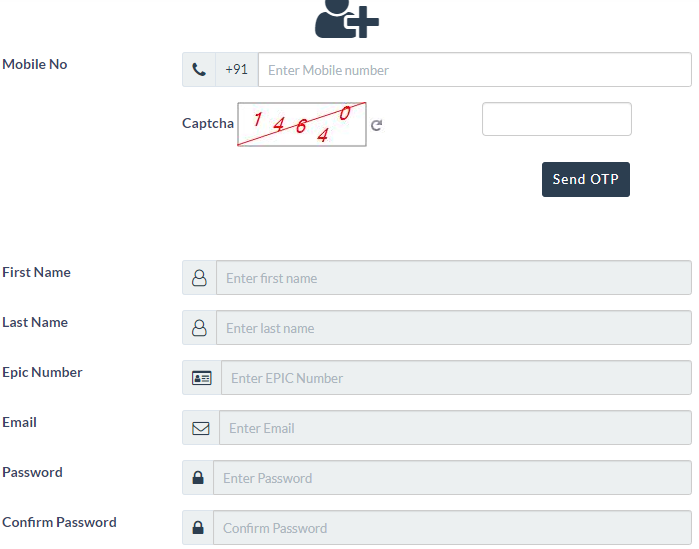 Mobile No +91 Enter Mobile number
Captcha 1 4 6 4 0
Send OTP
First Name Enter first name
Last Name Enter last name
Epic Number Enter EPIC Number
Email Enter Email
Password Enter Password
Confirm Password Confirm Password